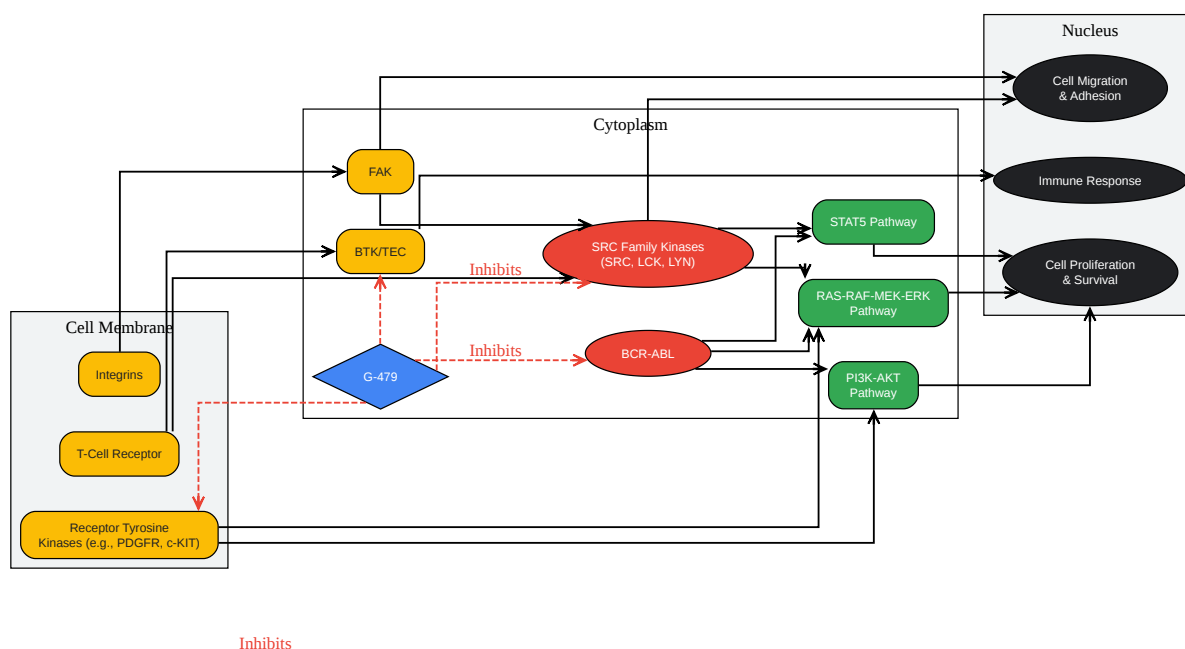 Nucleus
Cell Migration
& Adhesion
Cytoplasm
FAK
Immune Response
STAT5 Pathway
BTK/TEC
SRC Family Kinases
(SRC, LCK, LYN)
Inhibits
Cell Proliferation
& Survival
RAS-RAF-MEK-ERK
Pathway
Cell Membrane
Inhibits
BCR-ABL
Integrins
G-479
PI3K-AKT
Pathway
T-Cell Receptor
Receptor Tyrosine
Kinases (e.g., PDGFR, c-KIT)
Inhibits